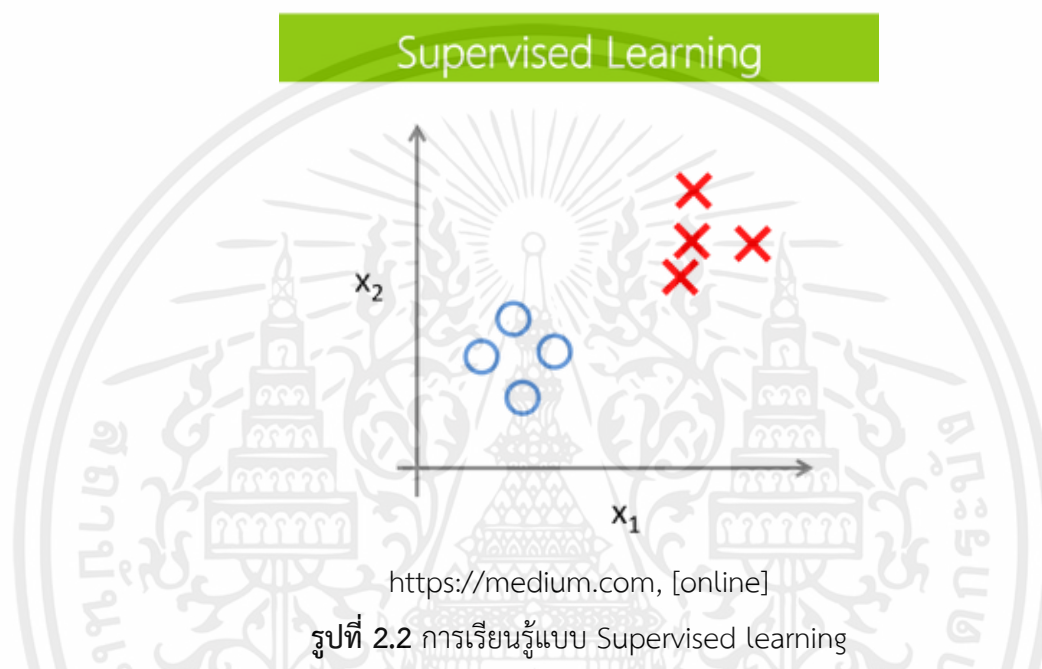 Supervised Learning
x₂
x₁
https://medium.com, [online]
รูปที่ 2.2 การเรียนรู้แบบ Supervised learning